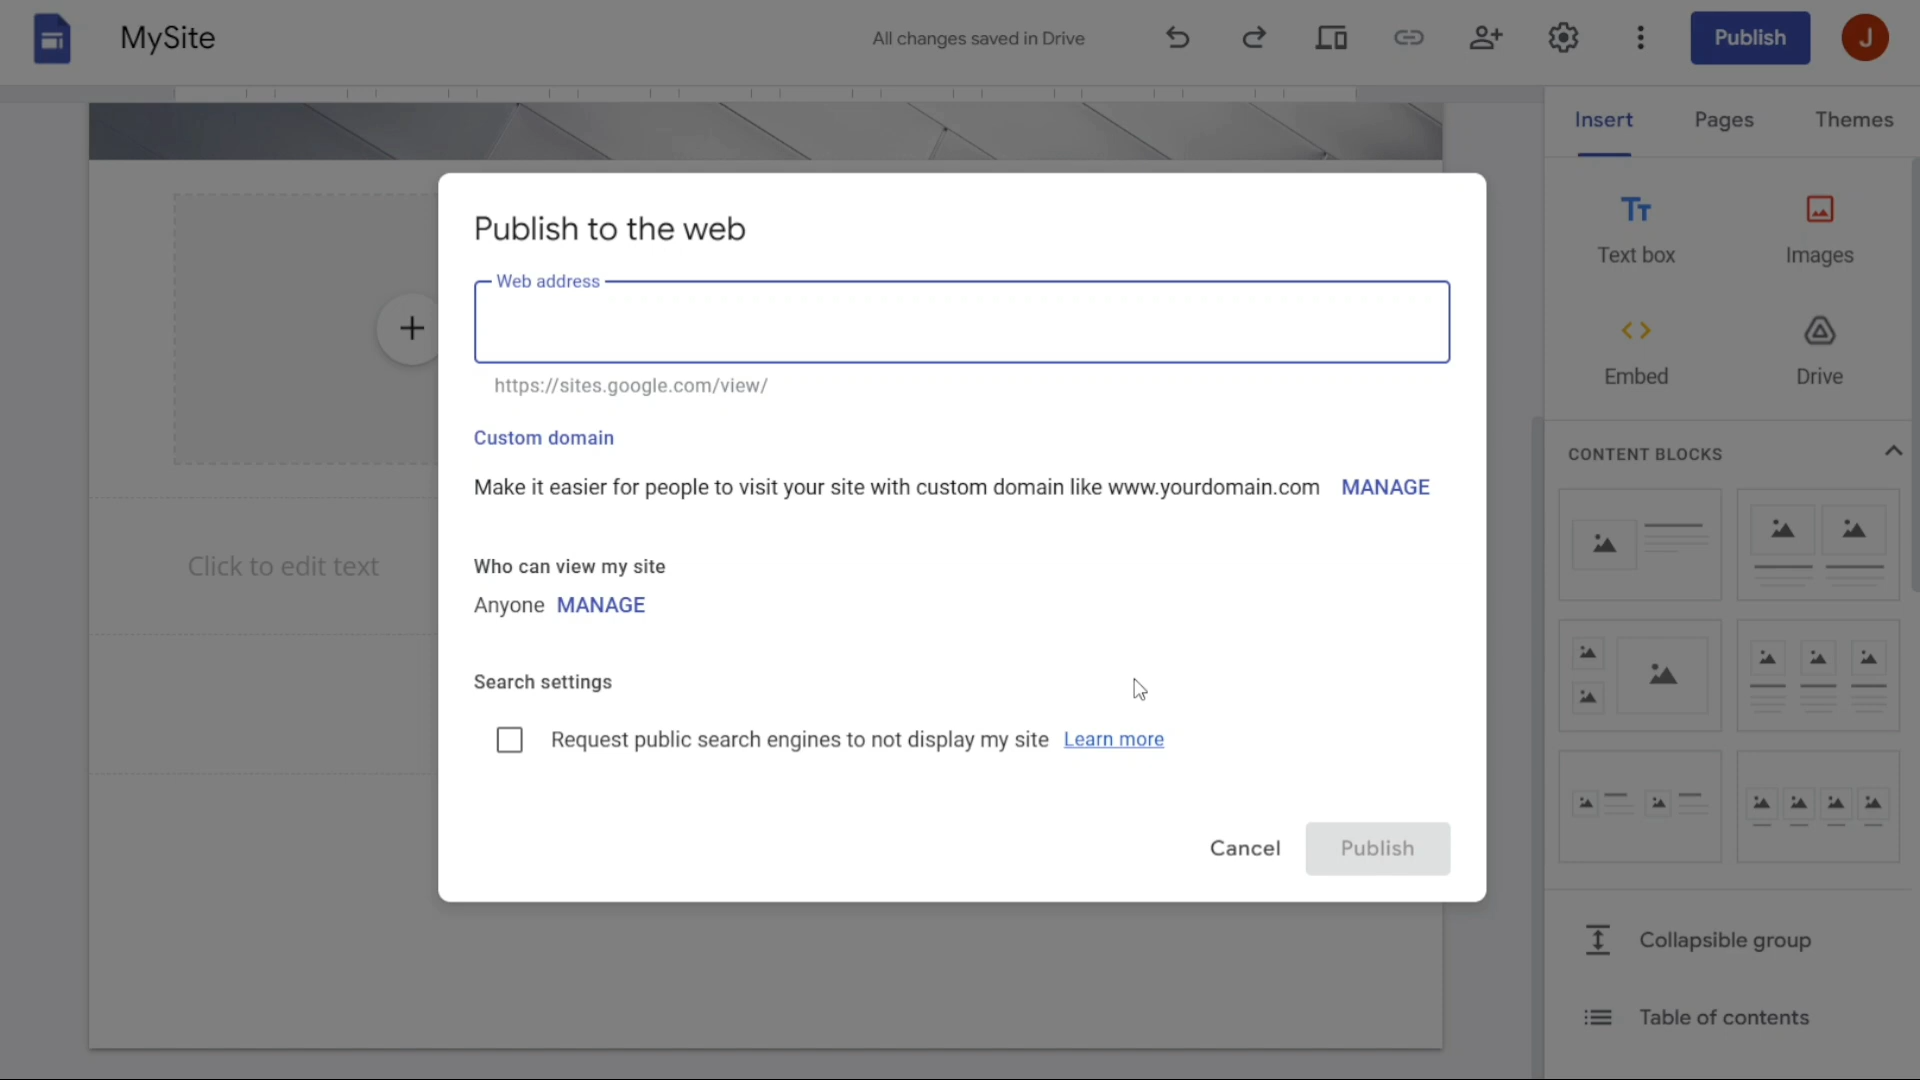 MySite
All changes saved in Drive
Publish
J
Insert
Pages
Themes
Text box
Images
Embed
Drive
CONTENT BLOCKS
Collapsible group
Table of contents
Click to edit text
Publish to the web
Web address
https://sites.google.com/view/
Custom domain
Make it easier for people to visit your site with custom domain like www.yourdomain.com MANAGE
Who can view my site
Anyone MANAGE
Search settings
Request public search engines to not display my site Learn more
Cancel
Publish